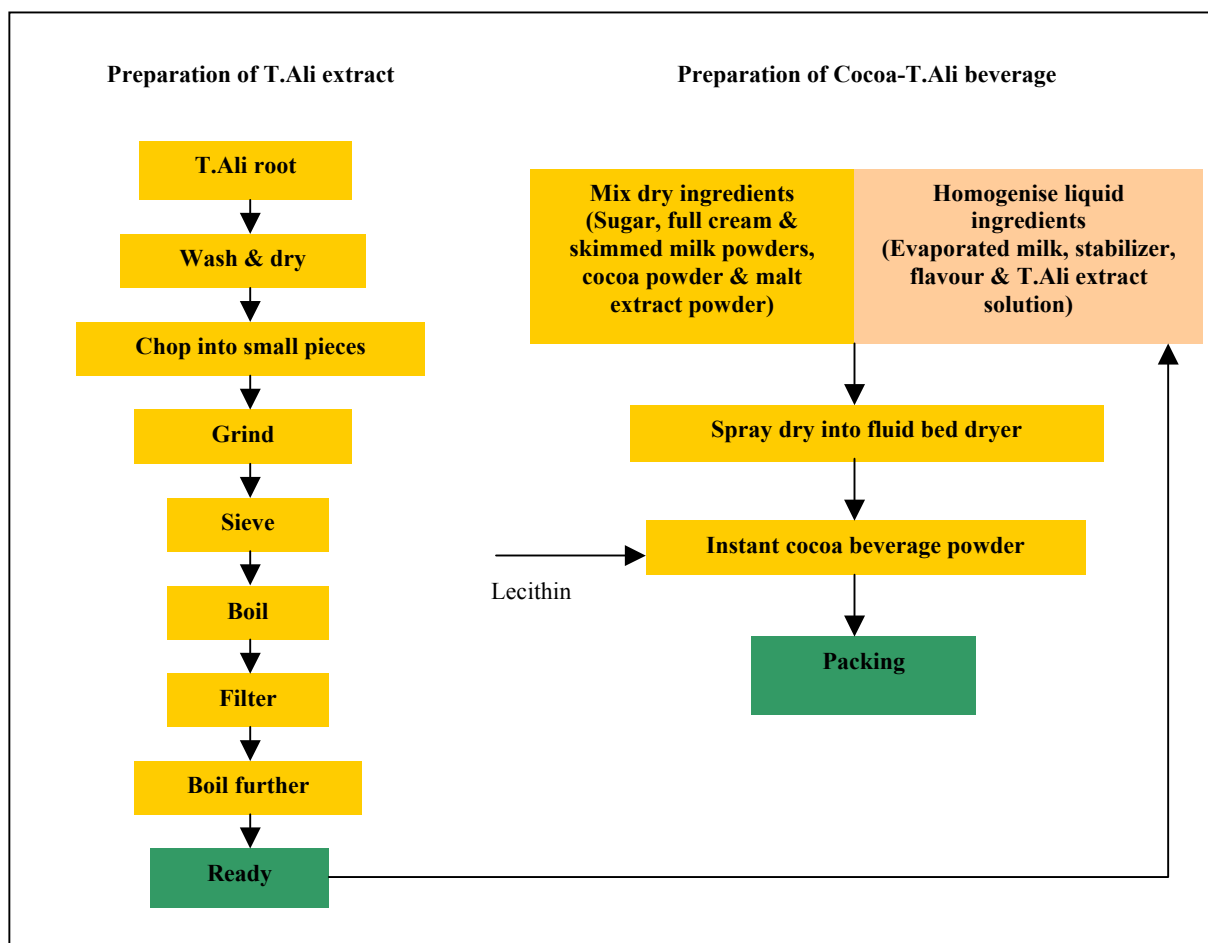 Preparation of T.Ali extract
T.Ali root
Wash & dry
Chop into small pieces
Grind
Sieve
Boil
Filter
Boil further
Ready
Preparation of Cocoa-T.Ali beverage
Mix dry ingredients
(Sugar, full cream &
skimmed milk powders,
cocoa powder & malt
extract powder)
Homogenise liquid
ingredients
(Evaporated milk, stabilizer,
flavour & T.Ali extract
solution)
Spray dry into fluid bed dryer
Instant cocoa beverage powder
Lecithin
Packing